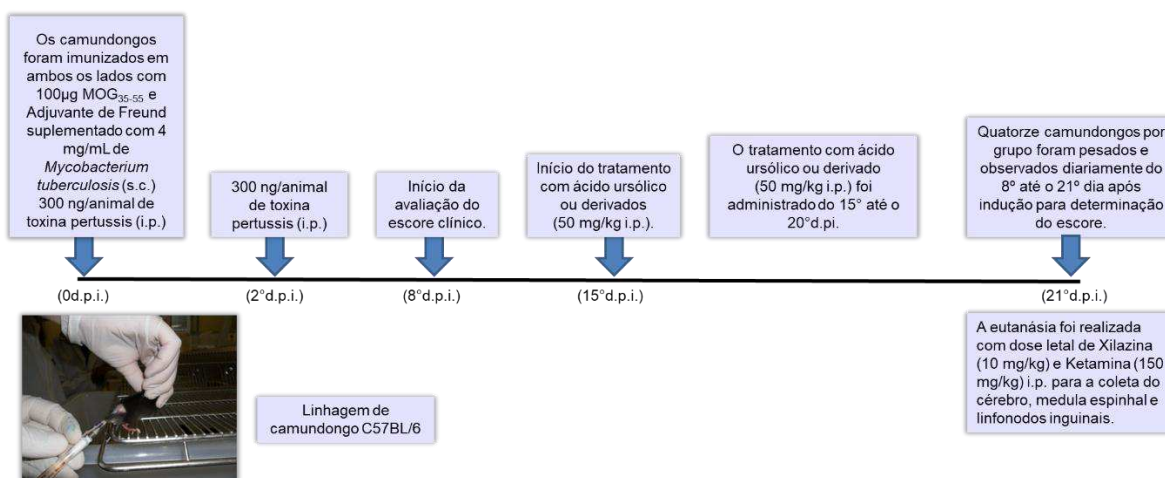 Os camundongos
foram imunizados em
ambos os lados com
100µg MOG35-55 e
Adjuvante de Freund
suplementado com 4
mg/mL de
Mycobacterium
tuberculosis (s.c.)
300 ng/animal de
toxina pertussis (i.p.)
300 ng/animal
de toxina
pertussis (i.p.)
Início da
avaliação do
escore clínico.
Início do tratamento
com ácido ursólico
ou derivados
(50 mg/kg i.p.).
O tratamento com ácido
ursólico ou derivado
(50 mg/kg i.p.) foi
administrado do 15° até o
20°d.pi.
Quatorze camundongos por
grupo foram pesados e
observados diariamente do
8º até o 21º dia após
indução para determinação
do escore.
(0d.p.i.)
(2°d.p.i.)
(8°d.p.i.)
(15°d.p.i.)
(21°d.p.i.)
Linhagem de
camundongo C57BL/6
A eutanásia foi realizada
com dose letal de Xilazina
(10 mg/kg) e Ketamina (150
mg/kg) i.p. para a coleta do
cérebro, medula espinhal e
linfonodos inguinais.